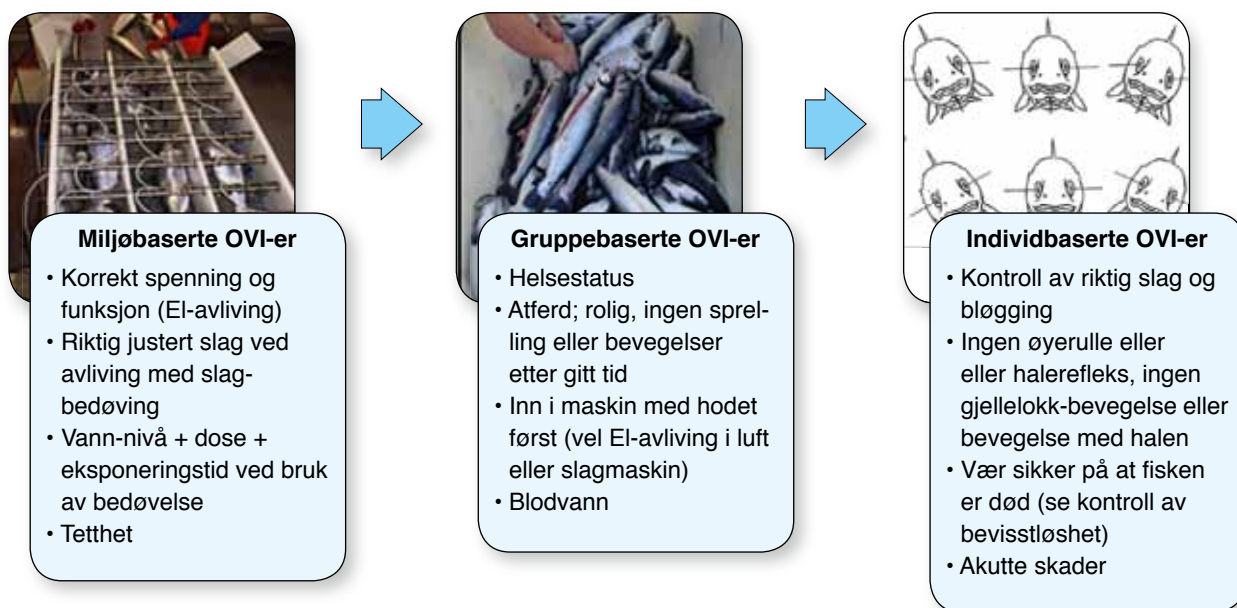 Miljøbaserte OVI-er
• Korrekt spenning og
funksjon (El-avliving)
• Riktig justert slag ved
avliving med slag-
bedøving
• Vann-nivå + dose +
eksponeringstid ved bruk
av bedøvelse
• Tetthet
Gruppebaserte OVI-er
• Helsestatus
• Atferd; rolig, ingen sprel-
ling eller bevegelser
etter gitt tid
• Inn i maskin med hodet
først (vel El-avliving i luft
eller slagmaskin)
• Blodvann
Individbaserte OVI-er
• Kontroll av riktig slag og
bløgging
• Ingen øyerulle eller
eller halerefleks, ingen
gjellelokk-bevegelse eller
bevegelse med halen
• Vær sikker på at fisken
er død (se kontroll av
bevisstløshet)
• Akutte skader